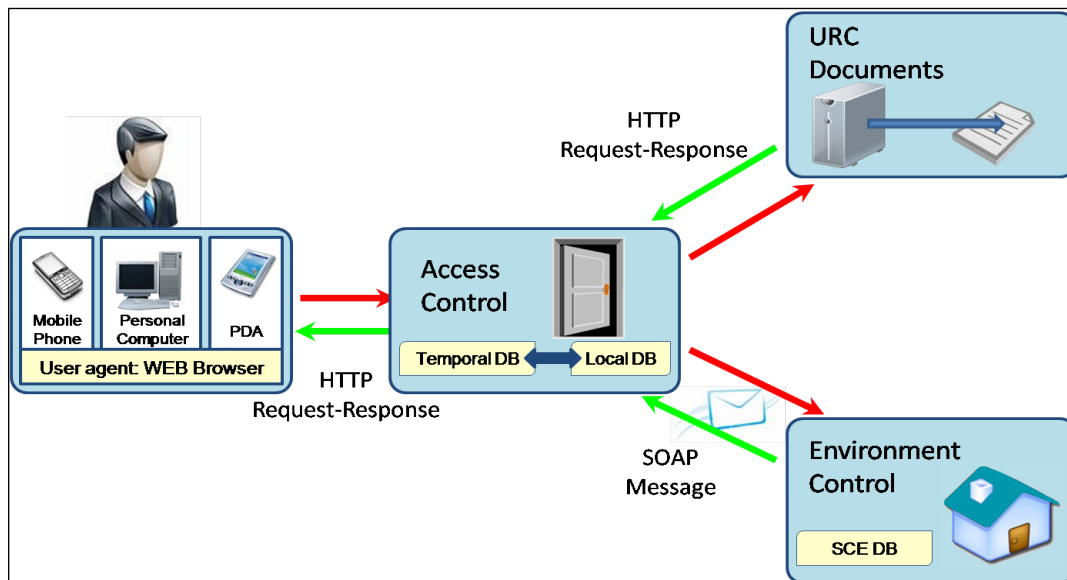 URC
Documents
HTTP
Request-Response
Access
Control
Mobile
Phone
Personal
Computer
PDA
User agent: WEB Browser
Temporal DB
Local DB
HTTP
Request-Response
SOAP
Message
Environment
Control
SCE DB